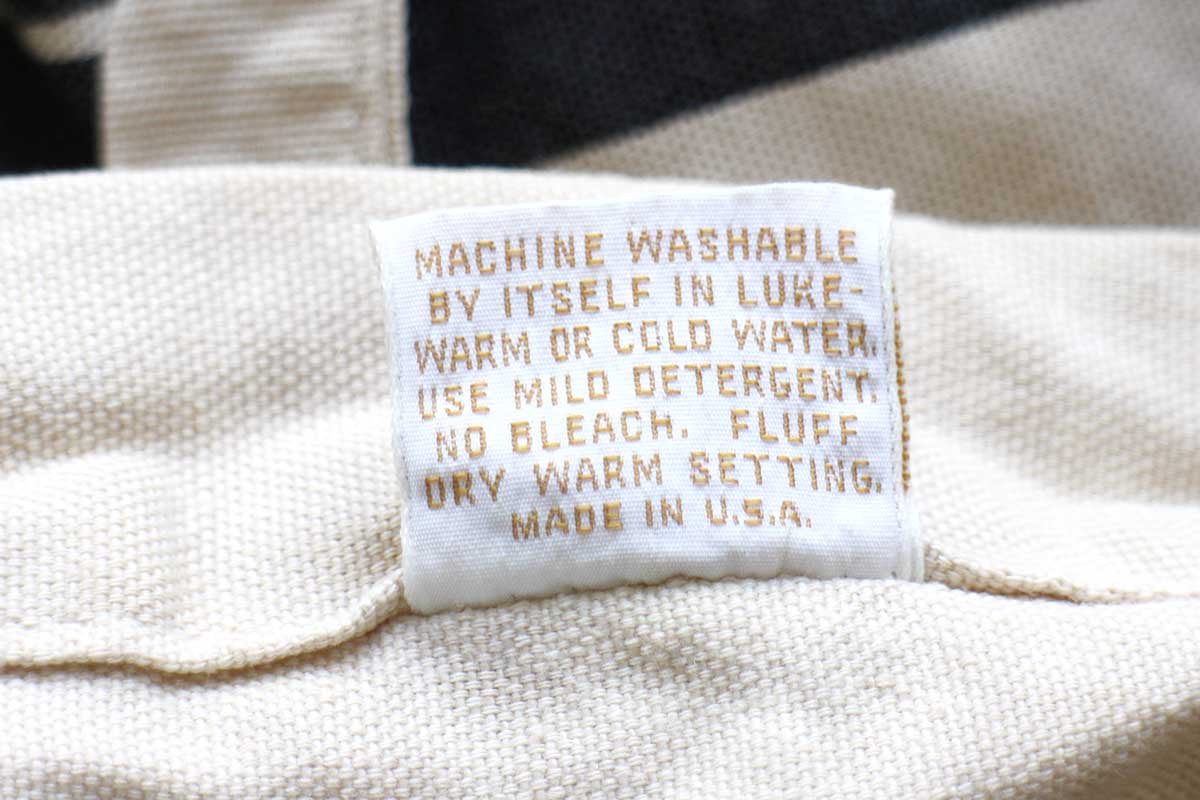 MACHINE WASHABLE
BY ITSELF IN LUKE-
WARM OR COLD WATER.
USE MILD DETERGENT.
NO BLEACH. FLUFF
DRY WARM SETTING.
MADE IN U.S.A.